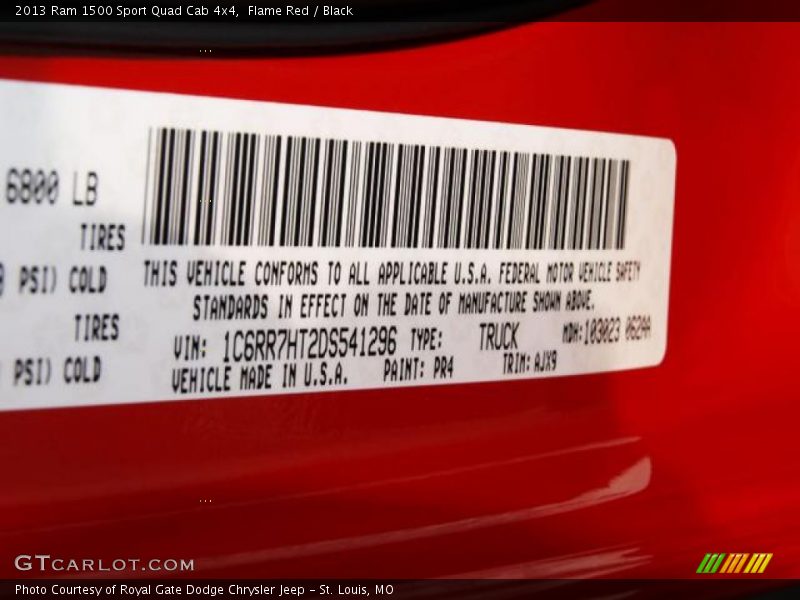 2013 Ram 1500 Sport Quad Cab 4x4,  Flame Red / Black
6800 LB
TIRES
PSI) COLD
TIRES
PSI) COLD
THIS VEHICLE CONFORMS TO ALL APPLICABLE U.S.A. FEDERAL MOTOR VEHICLE SAFETY
STANDARDS IN EFFECT ON THE DATE OF MANUFACTURE SHOWN ABOVE.
VIN: 1C6RR7HT2DS541296 TYPE: TRUCK MDH:103023 062AA
VEHICLE MADE IN U.S.A. PAINT: PR4 TRIM: AJX9
GTCARLOT.COM
Photo Courtesy of Royal Gate Dodge Chrysler Jeep - St. Louis, MO